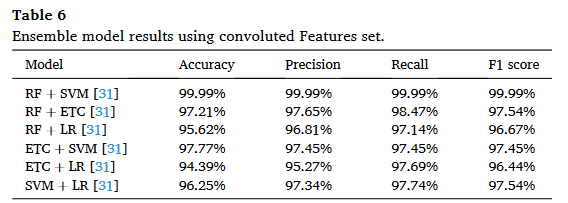 Table 6
Ensemble model results using convoluted Features set.
Model Accuracy Precision Recall F1 score
RF + SVM [31] 99.99% 99.99% 99.99% 99.99%
RF + ETC [31] 97.21% 97.65% 98.47% 97.54%
RF + LR [31] 95.62% 96.81% 97.14% 96.67%
ETC + SVM [31] 97.77% 97.45% 97.45% 97.45%
ETC + LR [31] 94.39% 95.27% 97.69% 96.44%
SVM + LR [31] 96.25% 97.34% 97.74% 97.54%